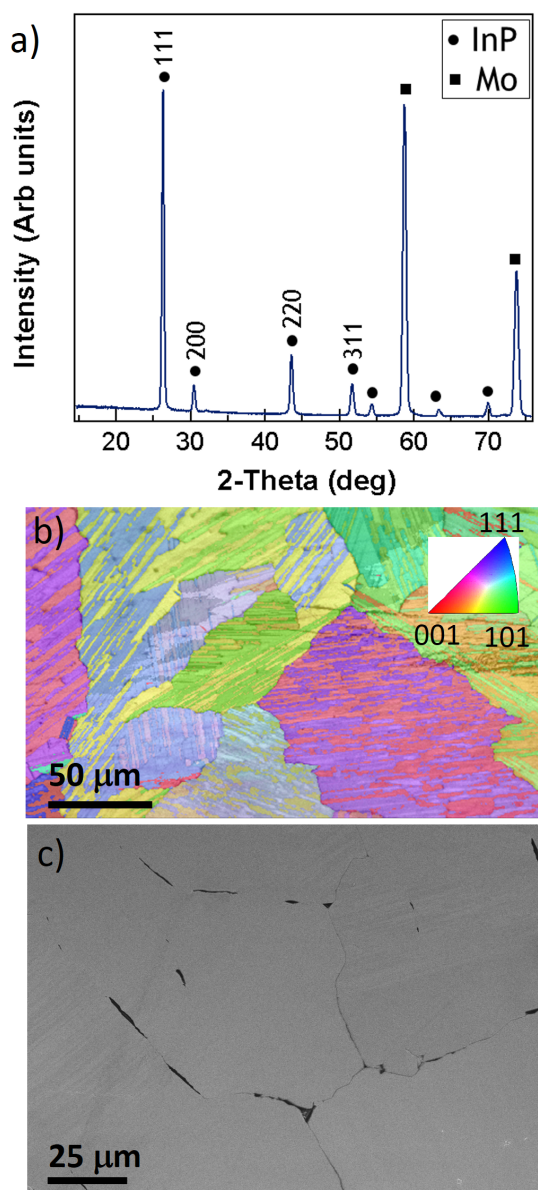 a)
● InP
■ Mo
111
200
220
311
Intensity (Arb units)
20 30 40 50 60 70
2-Theta (deg)
b)
111
001 101
50 μm
c)
25 μm